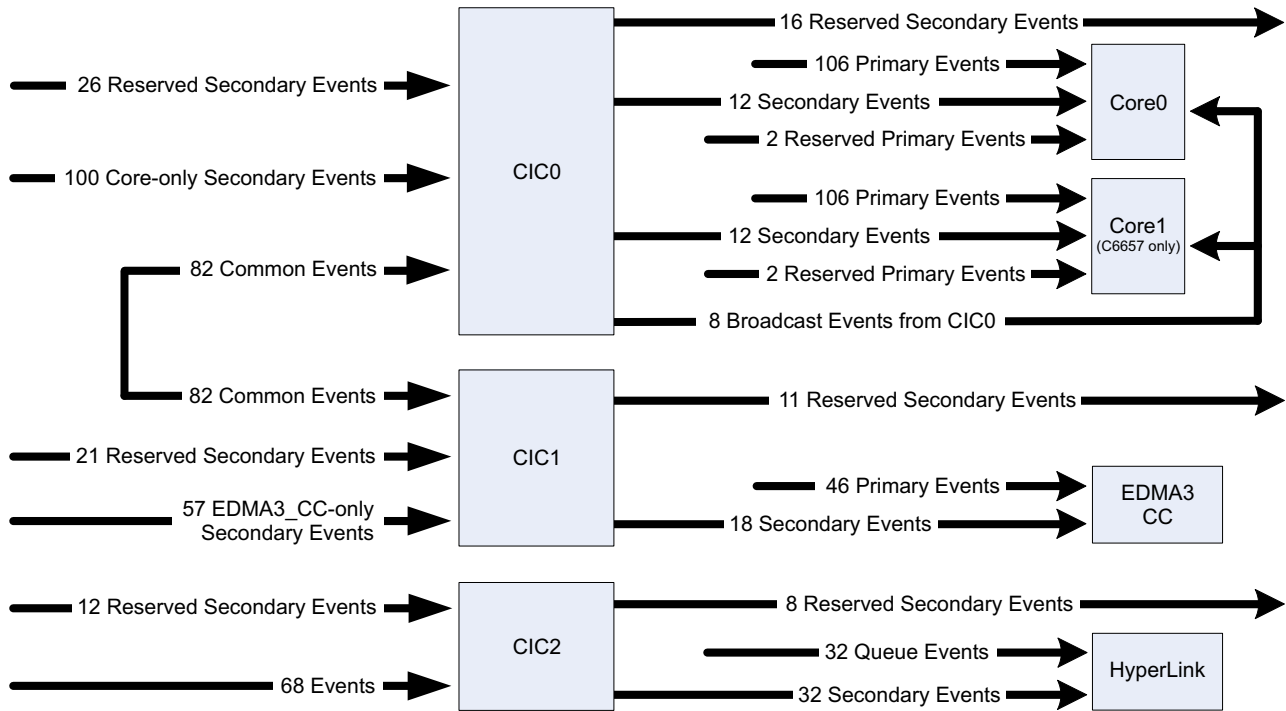 16 Reserved Secondary Events
26 Reserved Secondary Events
100 Core-only Secondary Events
82 Common Events
CIC0
106 Primary Events
12 Secondary Events
2 Reserved Primary Events
Core0
106 Primary Events
12 Secondary Events
2 Reserved Primary Events
Core1
(C6657 only)
8 Broadcast Events from CIC0
82 Common Events
21 Reserved Secondary Events
57 EDMA3_CC-only
Secondary Events
CIC1
11 Reserved Secondary Events
46 Primary Events
18 Secondary Events
EDMA3
CC
12 Reserved Secondary Events
68 Events
CIC2
8 Reserved Secondary Events
32 Queue Events
32 Secondary Events
HyperLink